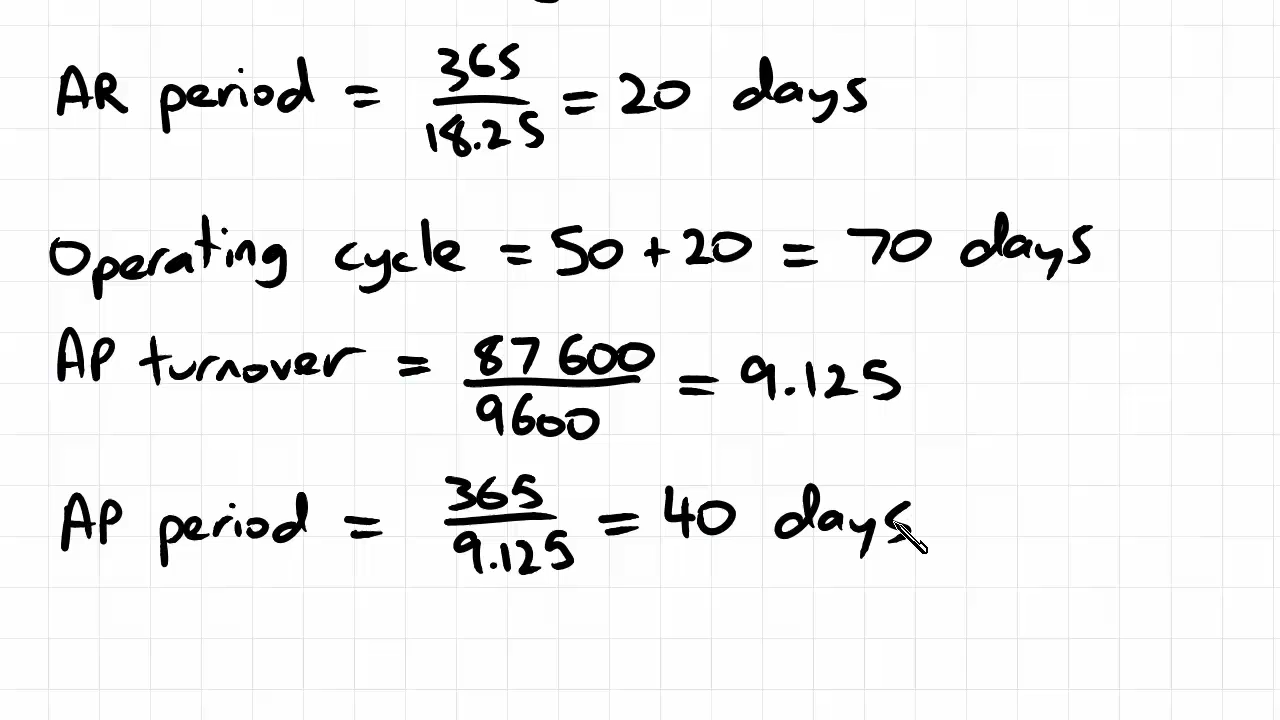 AR period = 365/18.25 = 20 days
Operating cycle = 50 + 20 = 70 days
AP turnover = 87 600/9600 = 9.125
AP period = 365/9.125 = 40 days